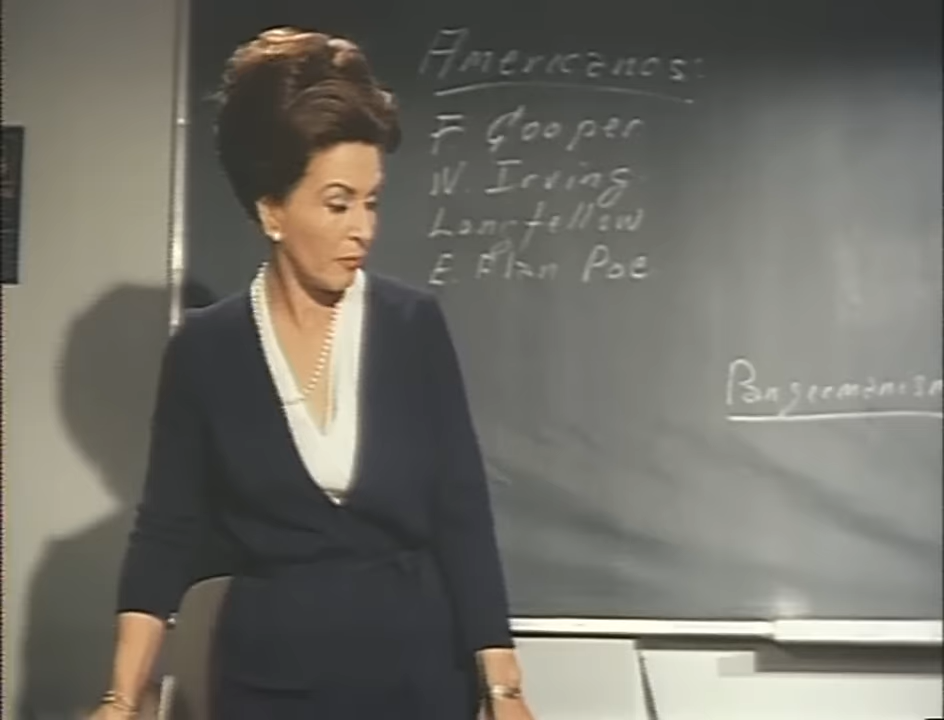 Americanos:
F Cooper
W. Irving
Longfellow
E. Alan Poe
Pangermanism